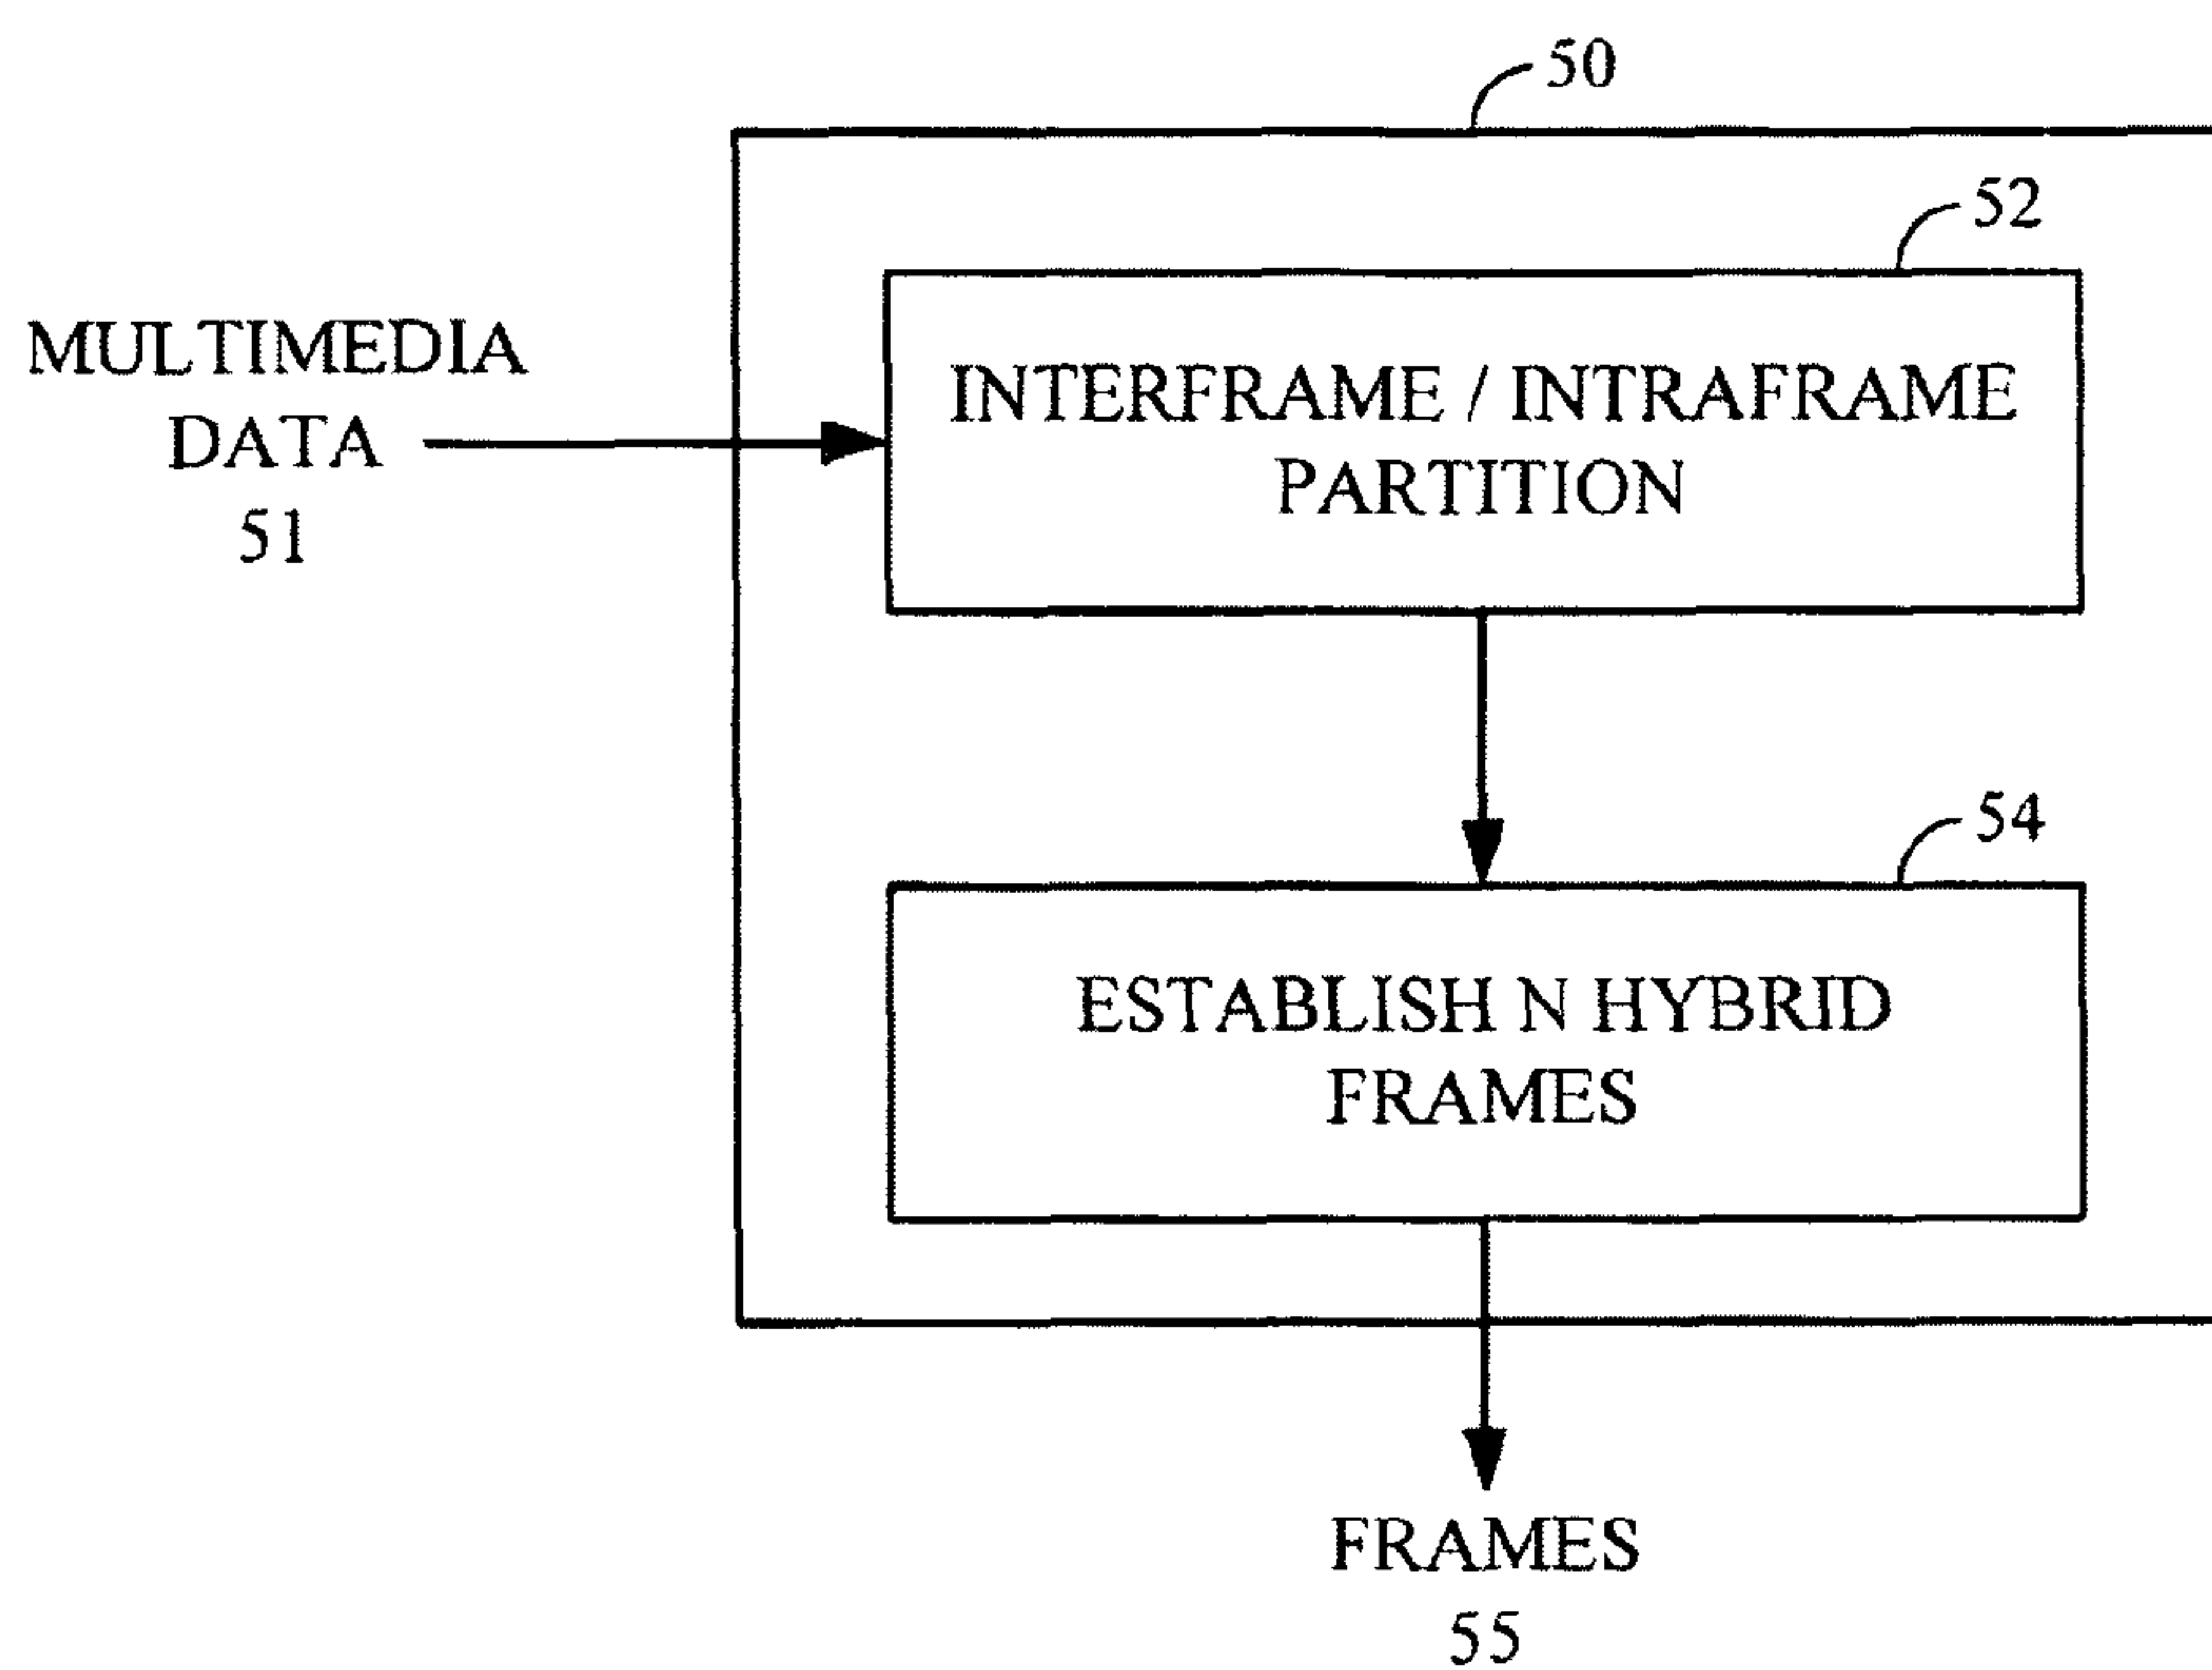 50
52
MULTIMEDIA
DATA
51
INTERFRAME / INTRAFRAME
PARTITION
54
ESTABLISH N HYBRID
FRAMES
FRAMES
55